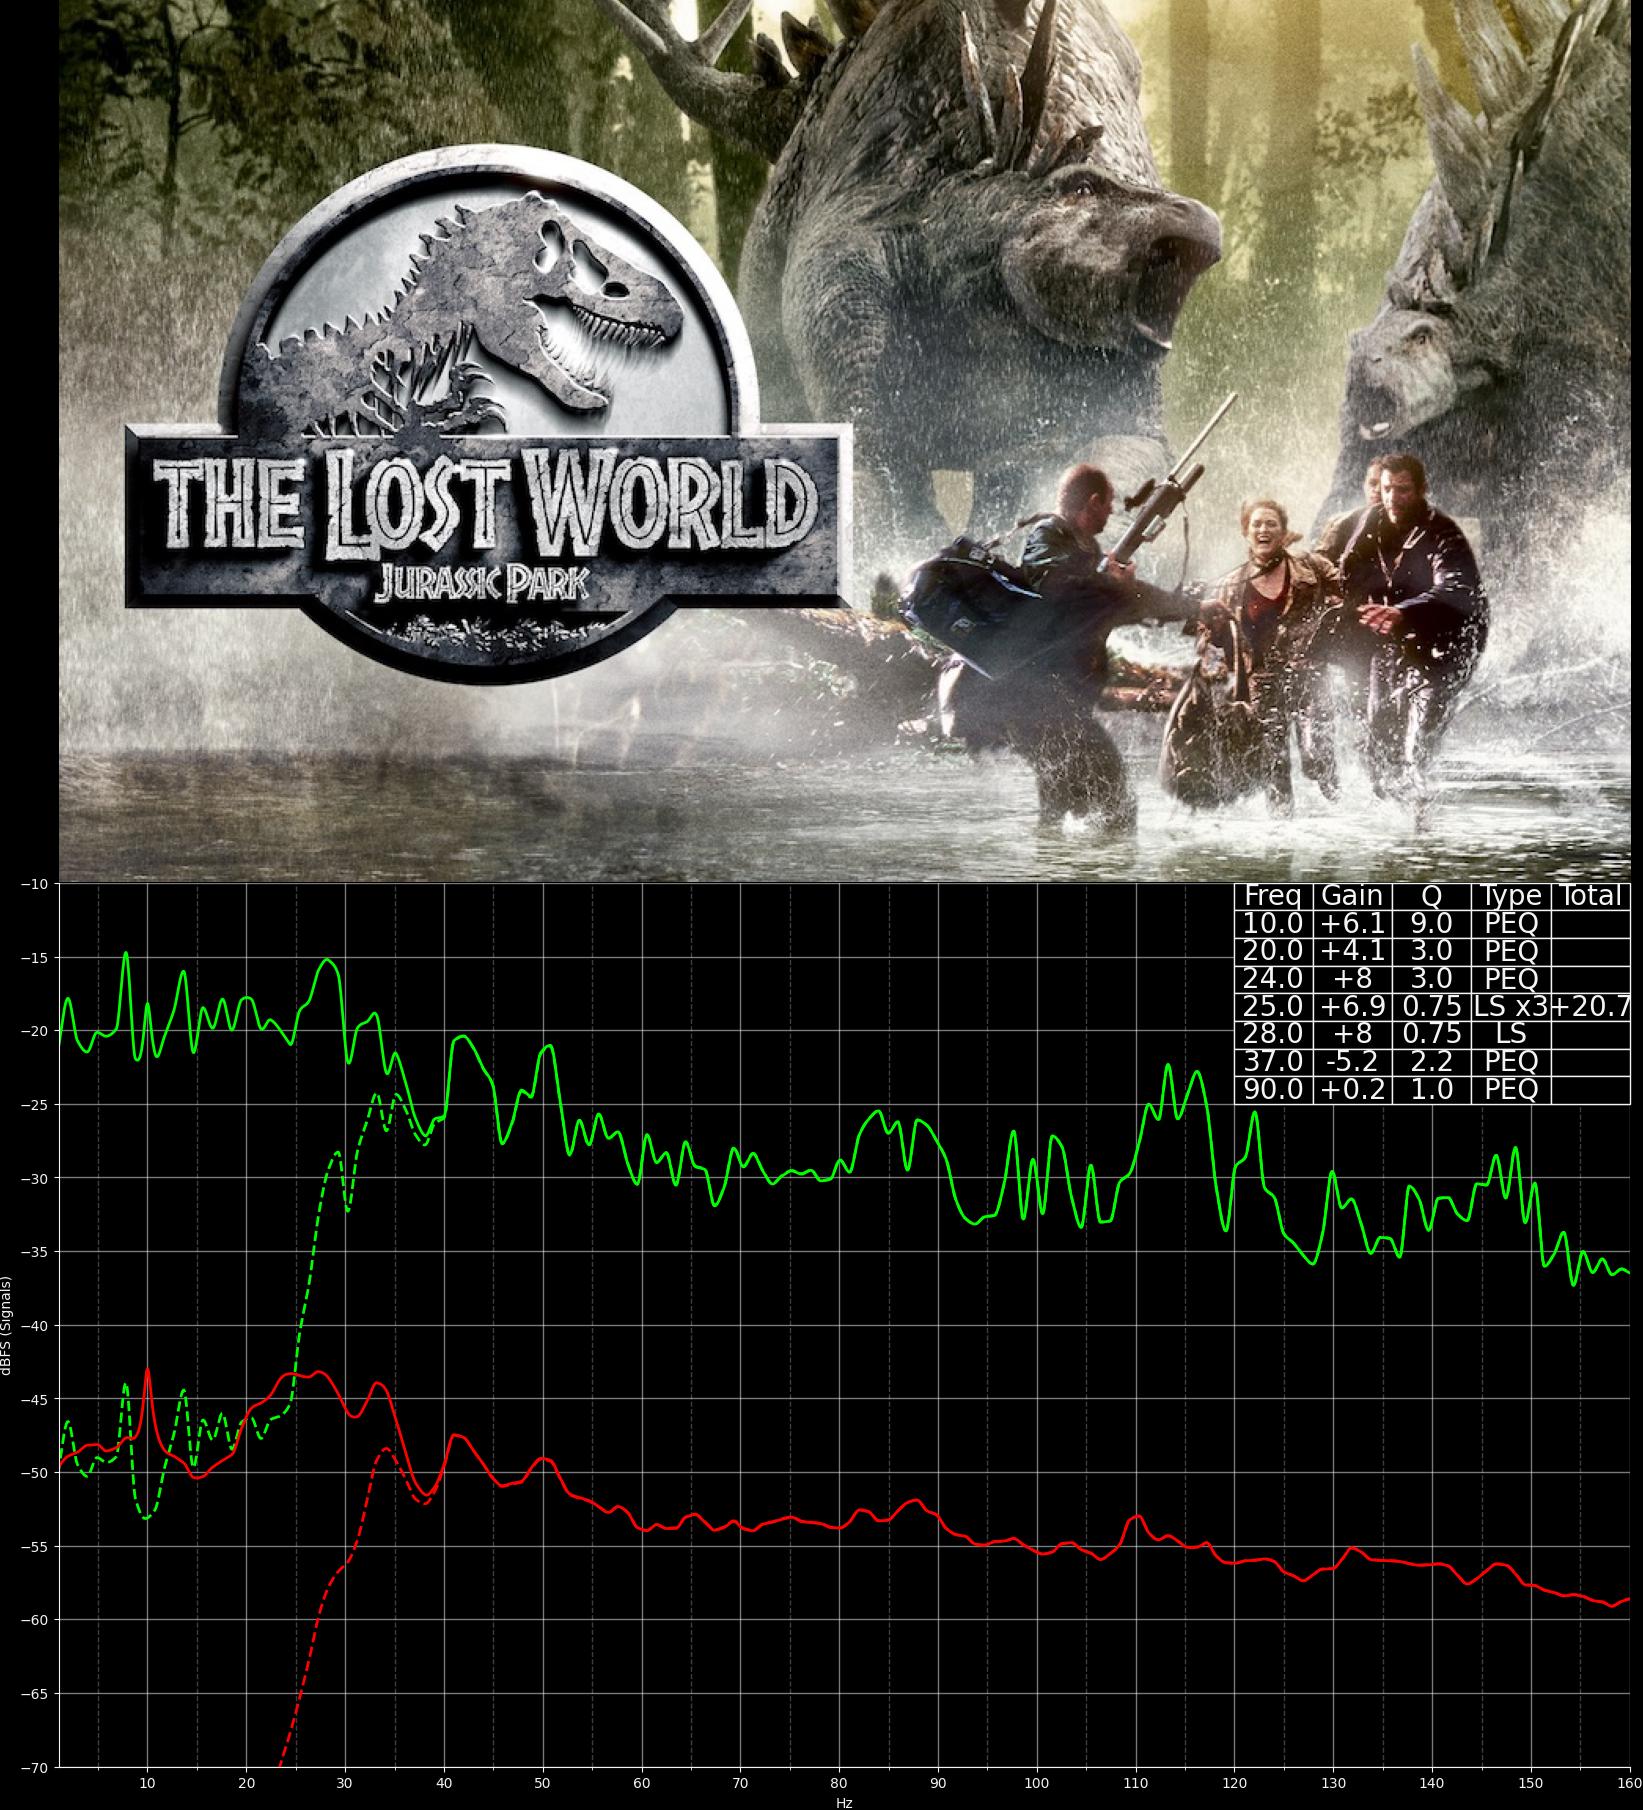 THE LOST WORLD
JURASSIC PARK
Freq Gain Q Type Total
10.0 +6.1 9.0 PEQ
20.0 +4.1 3.0 PEQ
24.0 +8 3.0 PEQ
25.0 +6.9 0.75 LS x3 +20.7
28.0 +8 0.75 LS
37.0 -5.2 2.2 PEQ
90.0 +0.2 1.0 PEQ
−10
−15
−20
−25
−30
−35
−40
−45
−50
−55
−60
−65
−70
dBFS (Signals)
10 20 30 40 50 60 70 80 90 100 110 120 130 140 150 160
Hz